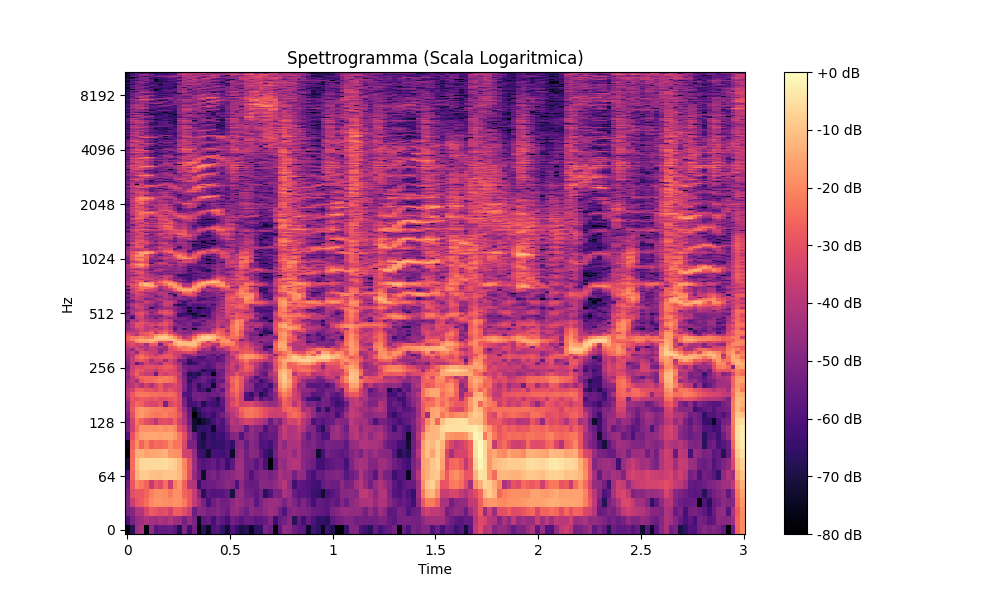 Spettrogramma (Scala Logaritmica)
8192
4096
2048
1024
512
256
128
64
0
Hz
0
0.5
1
1.5
2
2.5
3
Time
+0 dB
-10 dB
-20 dB
-30 dB
-40 dB
-50 dB
-60 dB
-70 dB
-80 dB